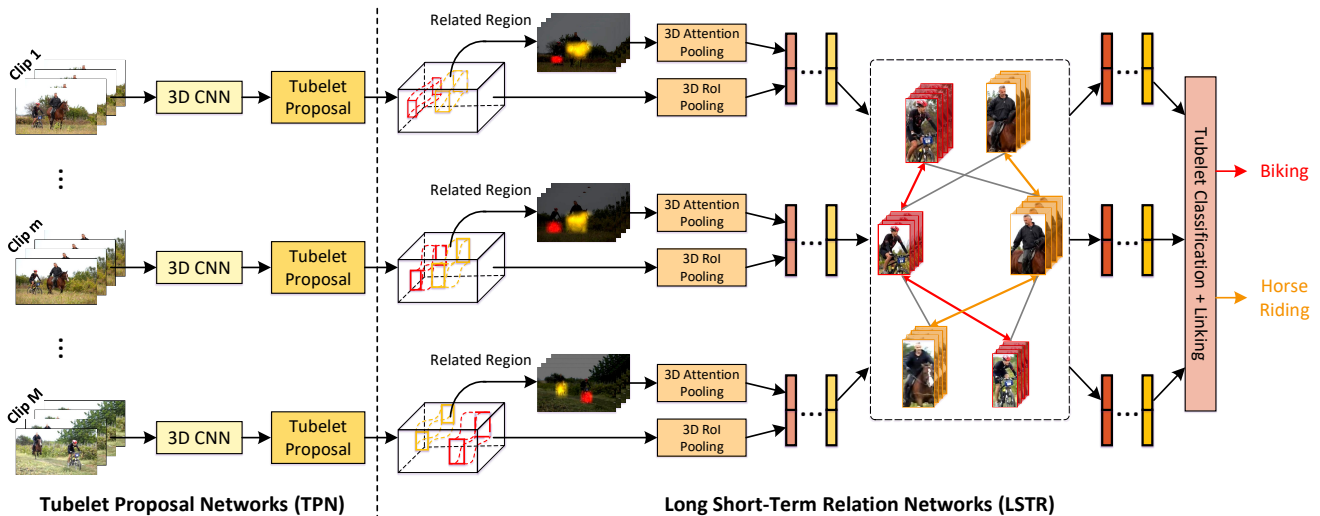 Clip 1
3D CNN
Tubelet
Proposal
Related Region
3D Attention
Pooling
3D RoI
Pooling
Clip m
3D CNN
Tubelet
Proposal
Related Region
3D Attention
Pooling
3D RoI
Pooling
Clip M
3D CNN
Tubelet
Proposal
Related Region
3D Attention
Pooling
3D RoI
Pooling
Tubelet Classification + Linking
Biking
Horse
Riding
Tubelet Proposal Networks (TPN)
Long Short-Term Relation Networks (LSTR)